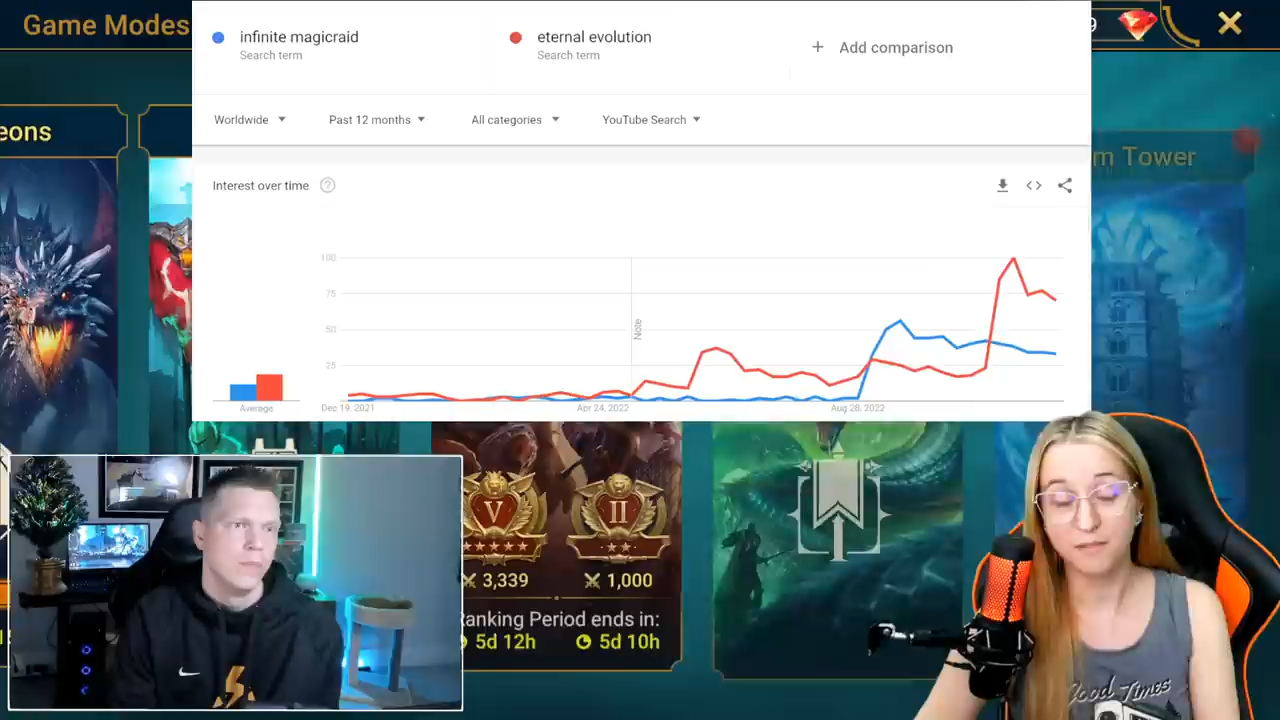 Game Modes
9
infinite magicraid
Search term
eternal evolution
Search term
+ Add comparison
Worldwide
Past 12 months
All categories
YouTube Search
eons
m Tower
Interest over time
100
75
50
25
Note
Average
Dec 19, 2021
Apr 24, 2022
Aug 28, 2022
V
II
3,339
1,000
Ranking Period ends in:
5d 12h
5d 10h
Good Times